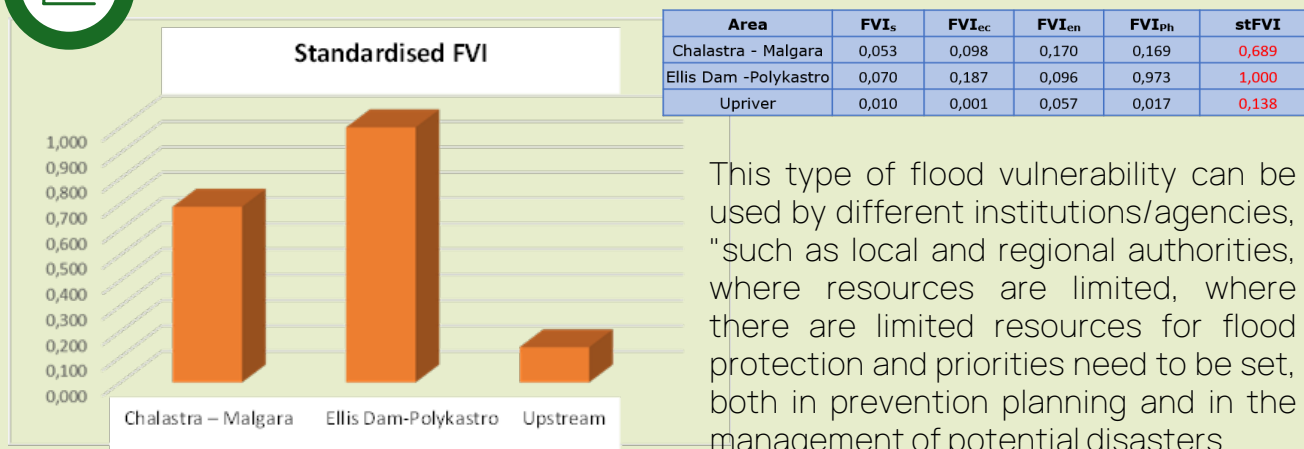 Standardised FVI
1,000
0,900
0,800
0,700
0,600
0,500
0,400
0,300
0,200
0,100
0,000
Chalastra – Malgara Ellis Dam-Polykastro Upstream
Area FVIs FVIec FVIen FVIPh stFVI
Chalastra - Malgara 0,053 0,098 0,170 0,169 0,689
Ellis Dam -Polykastro 0,070 0,187 0,096 0,973 1,000
Upriver 0,010 0,001 0,057 0,017 0,138
This type of flood vulnerability can be
used by different institutions/agencies,
"such as local and regional authorities,
where resources are limited, where
there are limited resources for flood
protection and priorities need to be set,
both in prevention planning and in the
management of potential disasters